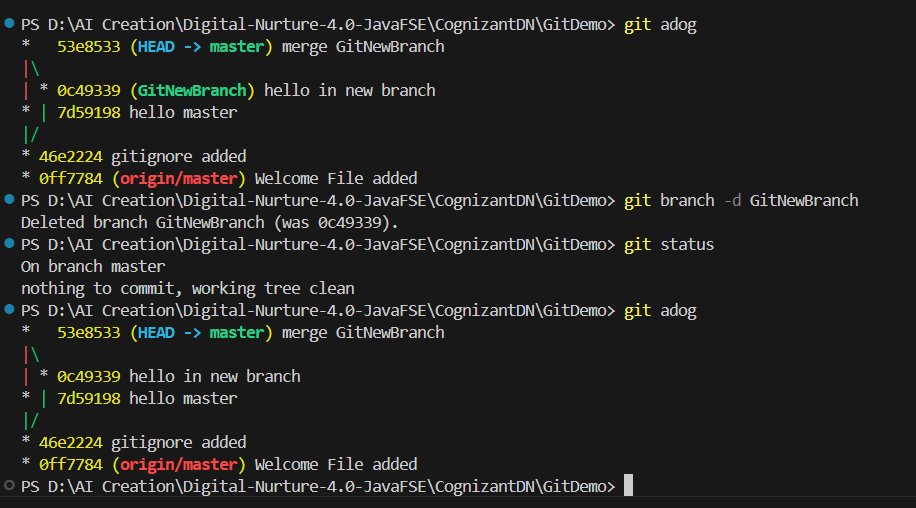 PS D:\AI Creation\Digital-Nurture-4.0-JavaFSE\CognizantDN\GitDemo> git adog
*   53e8533 (HEAD -> master) merge GitNewBranch
|\
| * 0c49339 (GitNewBranch) hello in new branch
* | 7d59198 hello master
|/
* 46e2224 gitignore added
* 0ff7784 (origin/master) Welcome File added
PS D:\AI Creation\Digital-Nurture-4.0-JavaFSE\CognizantDN\GitDemo> git branch -d GitNewBranch
Deleted branch GitNewBranch (was 0c49339).
PS D:\AI Creation\Digital-Nurture-4.0-JavaFSE\CognizantDN\GitDemo> git status
On branch master
nothing to commit, working tree clean
PS D:\AI Creation\Digital-Nurture-4.0-JavaFSE\CognizantDN\GitDemo> git adog
*   53e8533 (HEAD -> master) merge GitNewBranch
|\
| * 0c49339 hello in new branch
* | 7d59198 hello master
|/
* 46e2224 gitignore added
* 0ff7784 (origin/master) Welcome File added
PS D:\AI Creation\Digital-Nurture-4.0-JavaFSE\CognizantDN\GitDemo>